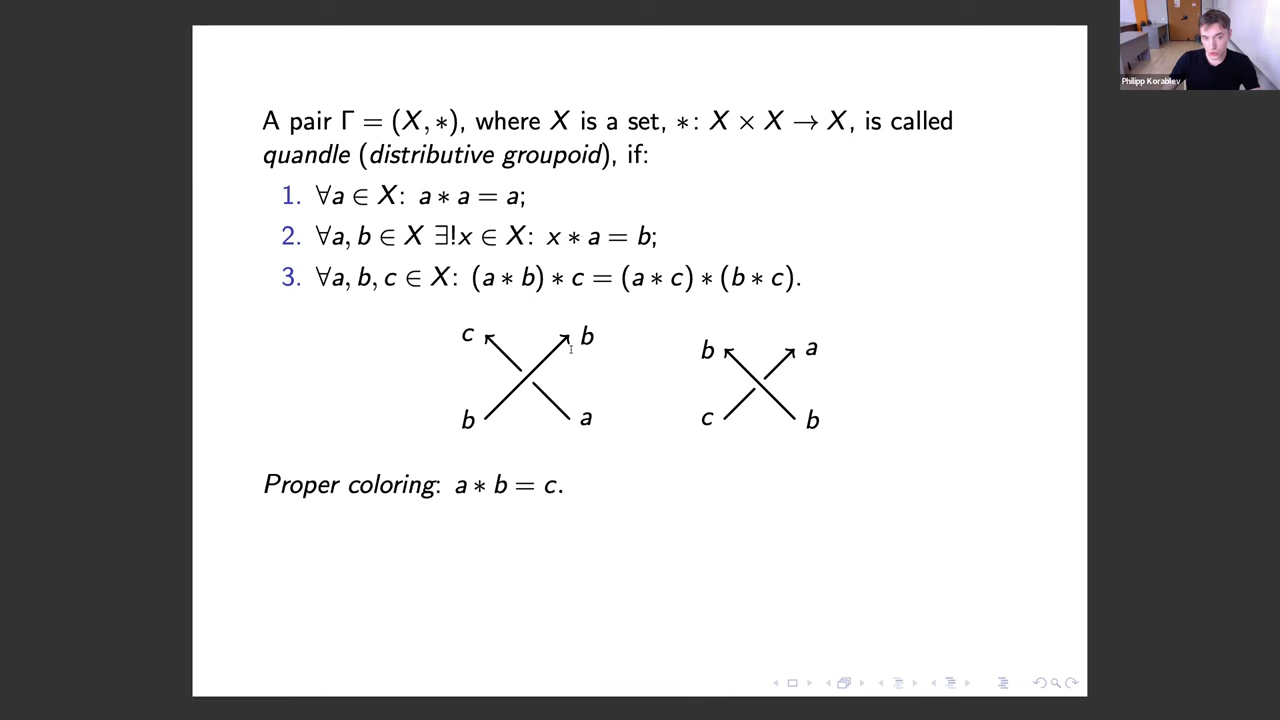 Philipp Korablev
A pair Γ = (X, ∗), where X is a set, ∗: X × X → X, is called
quandle (distributive groupoid), if:
1. ∀a ∈ X: a ∗ a = a;
2. ∀a, b ∈ X ∃!x ∈ X: x ∗ a = b;
3. ∀a, b, c ∈ X: (a ∗ b) ∗ c = (a ∗ c) ∗ (b ∗ c).
c b b a
b a c b
Proper coloring: a ∗ b = c.